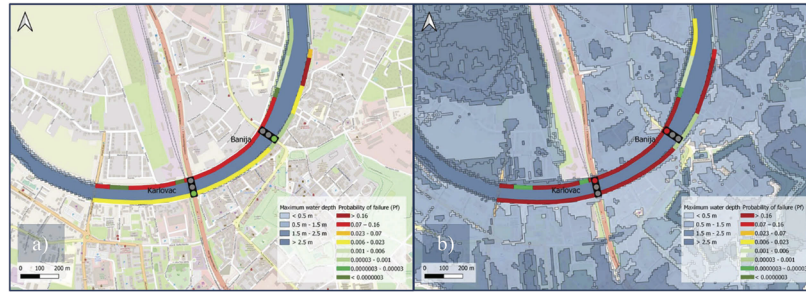 Banija
Karlovac
a)
0 100 200 m
Maximum water depth
< 0.5 m
0.5 m - 1.5 m
1.5 m - 2.5 m
> 2.5 m
Probability of failure (Pf)
> 0.16
0.07 - 0.16
0.023 - 0.07
0.006 - 0.023
0.001 - 0.006
0.00003 - 0.001
0.0000003 - 0.00003
< 0.0000003
Banija
Karlovac
b)
0 100 200 m
Maximum water depth
< 0.5 m
0.5 m - 1.5 m
1.5 m - 2.5 m
> 2.5 m
Probability of failure (Pf)
> 0.16
0.07 - 0.16
0.023 - 0.07
0.006 - 0.023
0.001 - 0.006
0.00003 - 0.001
0.0000003 - 0.00003
< 0.0000003